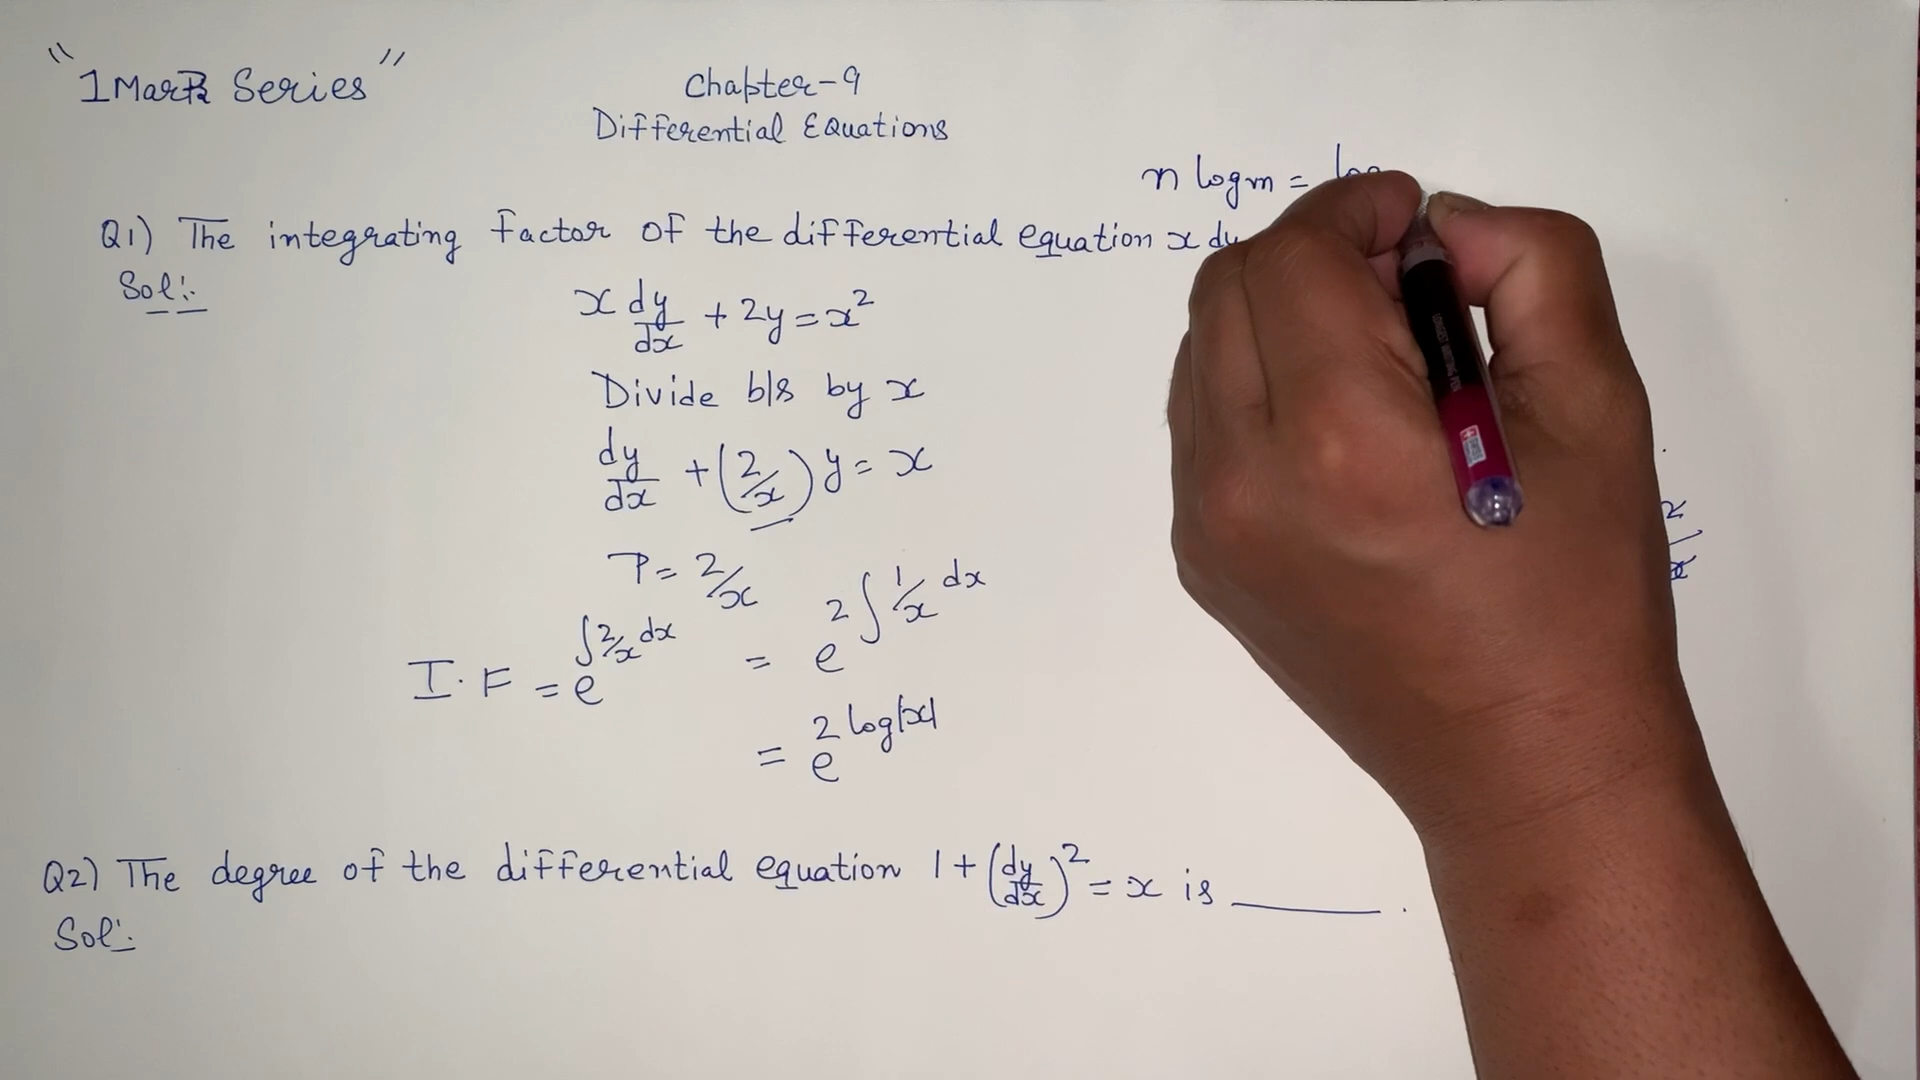 "1 Mark Series"
Chapter-9
Differential Equations
n log m = log
Q1) The integrating factor of the differential equation x dy
Sol:-
x dy/dx + 2y = x²
Divide b/s by x
dy/dx + (2/x) y = x
P = 2/x
I.F = e^∫2/x dx = e^2∫1/x dx
= e^2 log|x|
Q2) The degree of the differential equation 1 + (dy/dx)² = x is ______.
Sol:-